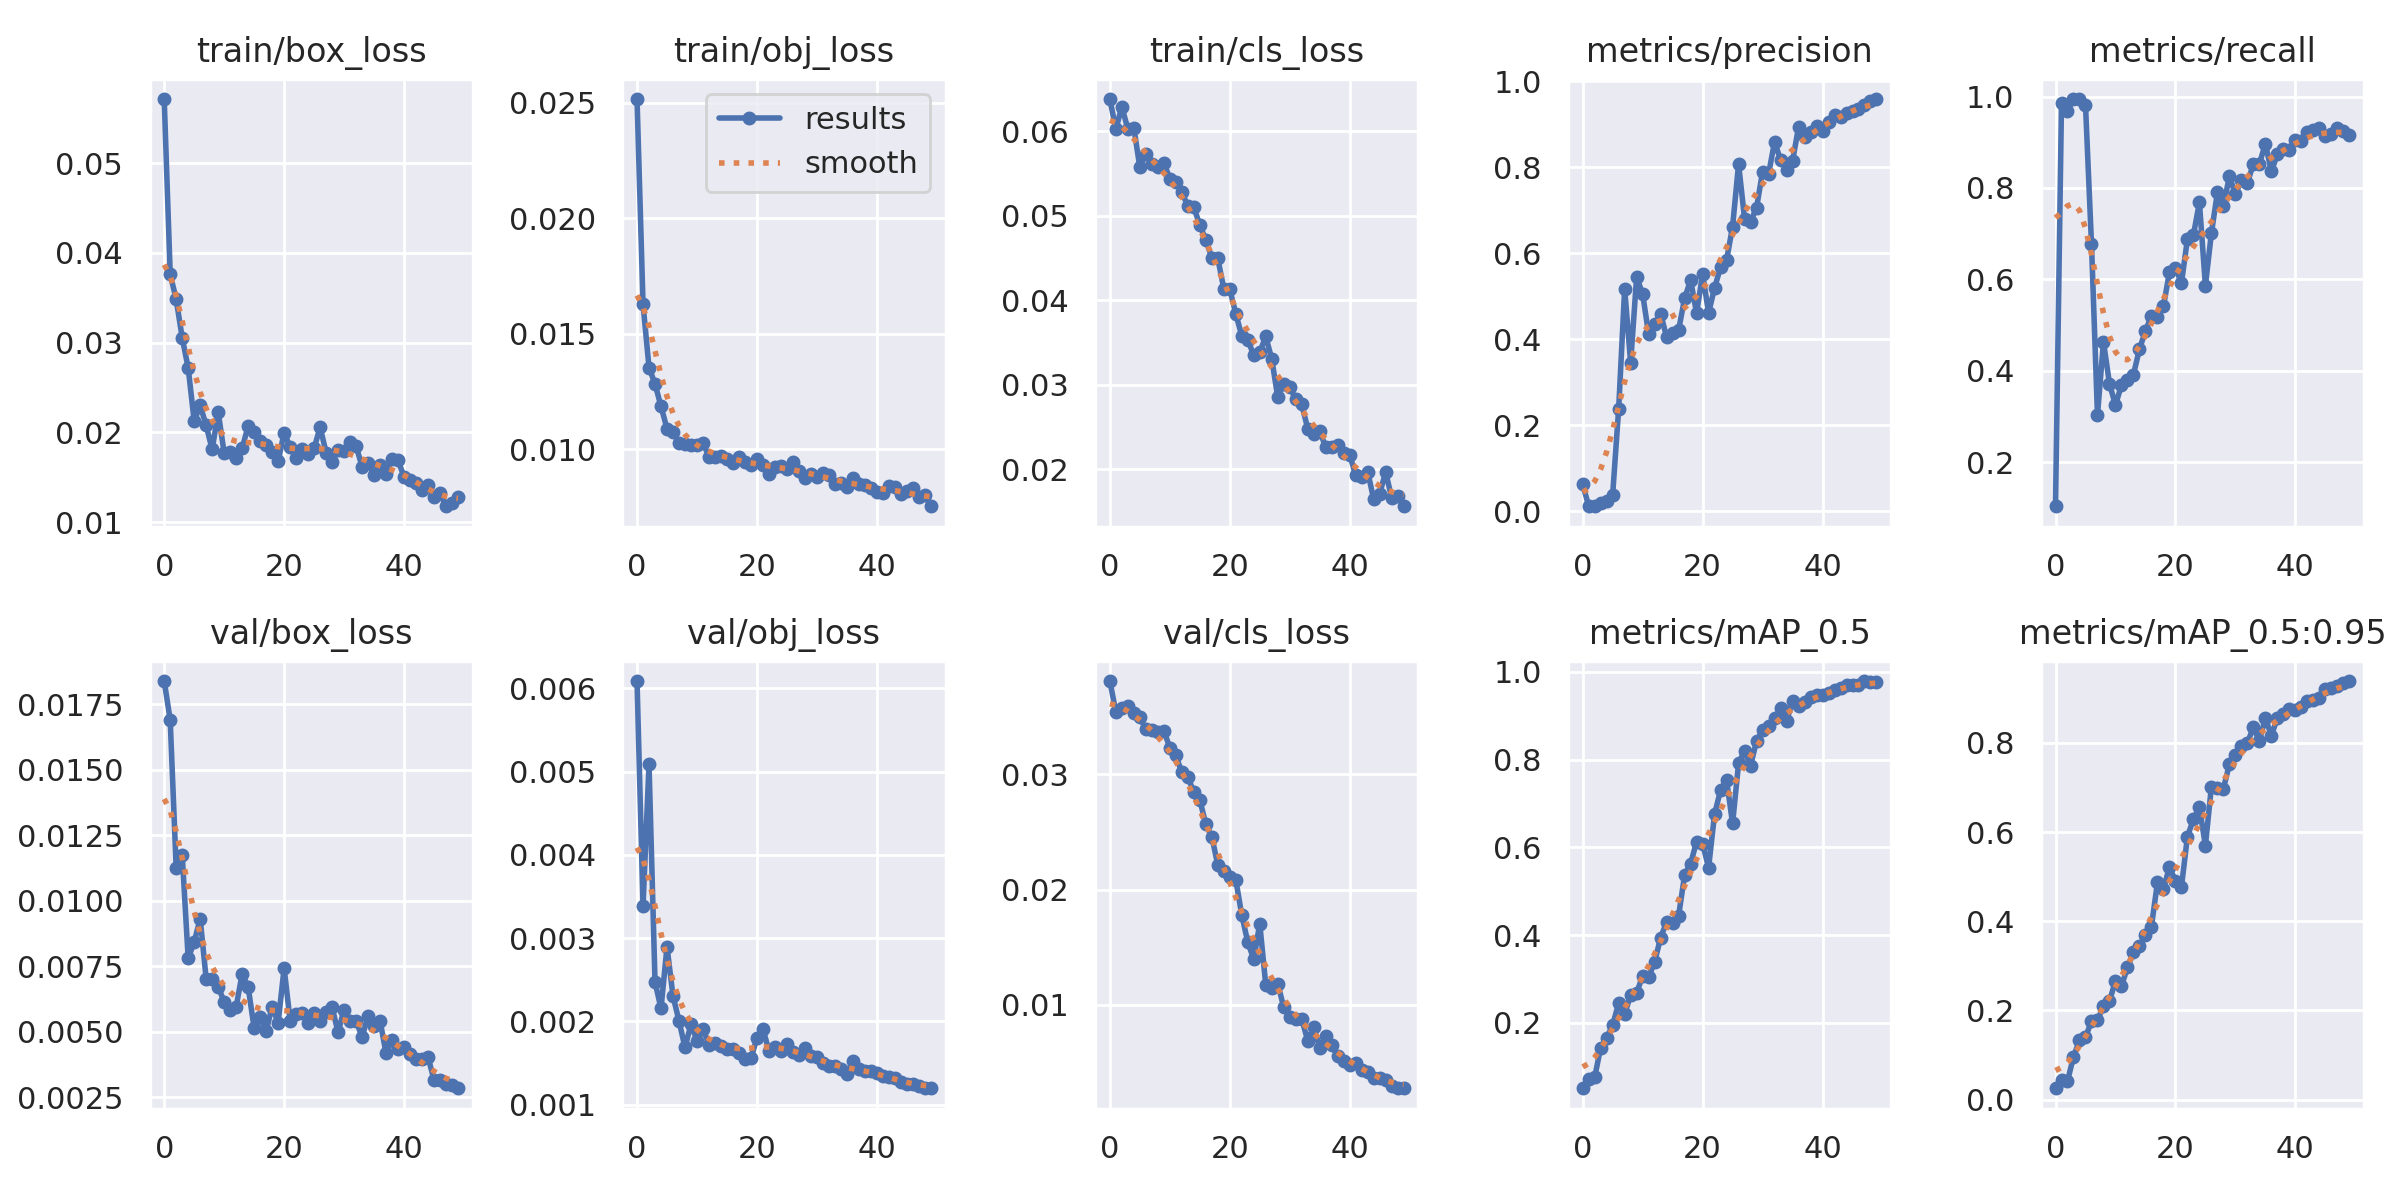 train/box_loss
0.05
0.04
0.03
0.02
0.01
0 20 40
train/obj_loss
results
smooth
0.025
0.020
0.015
0.010
0 20 40
train/cls_loss
0.06
0.05
0.04
0.03
0.02
0 20 40
metrics/precision
1.0
0.8
0.6
0.4
0.2
0.0
0 20 40
metrics/recall
1.0
0.8
0.6
0.4
0.2
0 20 40
val/box_loss
0.0175
0.0150
0.0125
0.0100
0.0075
0.0050
0.0025
0 20 40
val/obj_loss
0.006
0.005
0.004
0.003
0.002
0.001
0 20 40
val/cls_loss
0.03
0.02
0.01
0 20 40
metrics/mAP_0.5
1.0
0.8
0.6
0.4
0.2
0 20 40
metrics/mAP_0.5:0.95
0.8
0.6
0.4
0.2
0.0
0 20 40